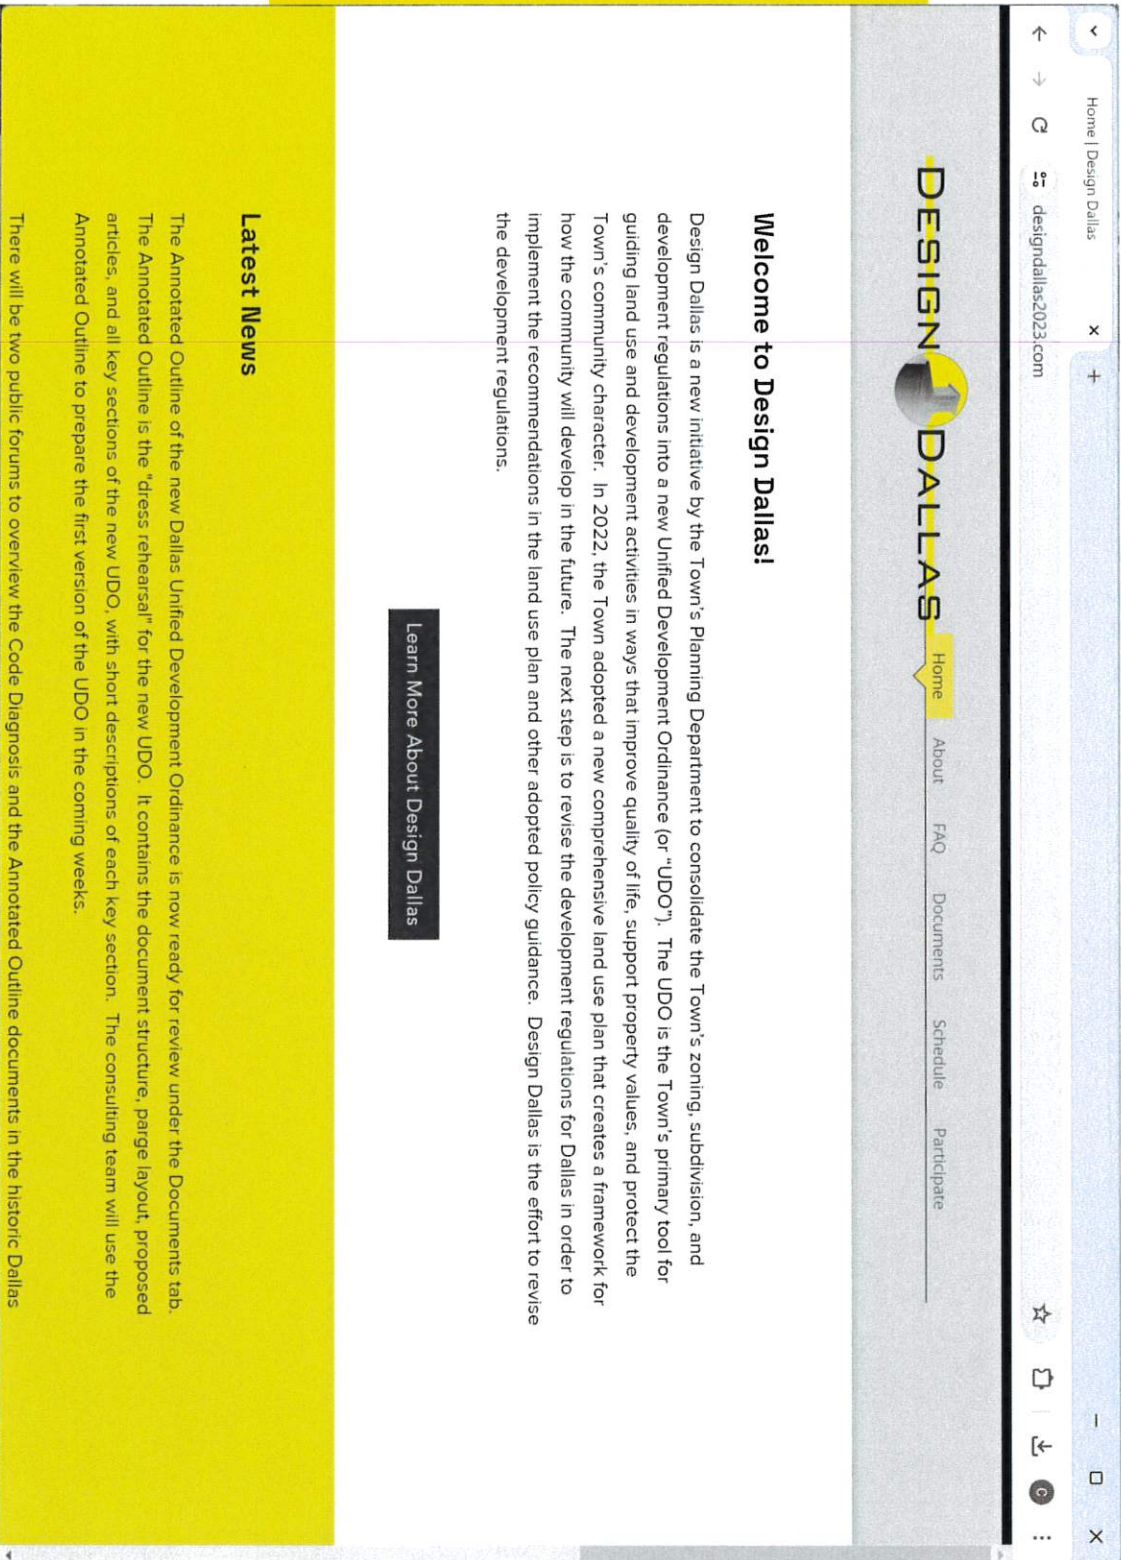 Home | Design Dallas
designdallas2023.com
DESIGN DALLAS
Home About FAQ Documents Schedule Participate
Welcome to Design Dallas!
Design Dallas is a new initiative by the Town's Planning Department to consolidate the Town's zoning, subdivision, and
development regulations into a new Unified Development Ordinance (or "UDO"). The UDO is the Town's primary tool for
guiding land use and development activities in ways that improve quality of life, support property values, and protect the
Town's community character. In 2022, the Town adopted a new comprehensive land use plan that creates a framework for
how the community will develop in the future. The next step is to revise the development regulations for Dallas in order to
implement the recommendations in the land use plan and other adopted policy guidance. Design Dallas is the effort to revise
the development regulations.
Learn More About Design Dallas
Latest News
The Annotated Outline of the new Dallas Unified Development Ordinance is now ready for review under the Documents tab.
The Annotated Outline is the "dress rehearsal" for the new UDO. It contains the document structure, parge layout, proposed
articles, and all key sections of the new UDO, with short descriptions of each key section. The consulting team will use the
Annotated Outline to prepare the first version of the UDO in the coming weeks.
There will be two public forums to overview the Code Diagnosis and the Annotated Outline documents in the historic Dallas